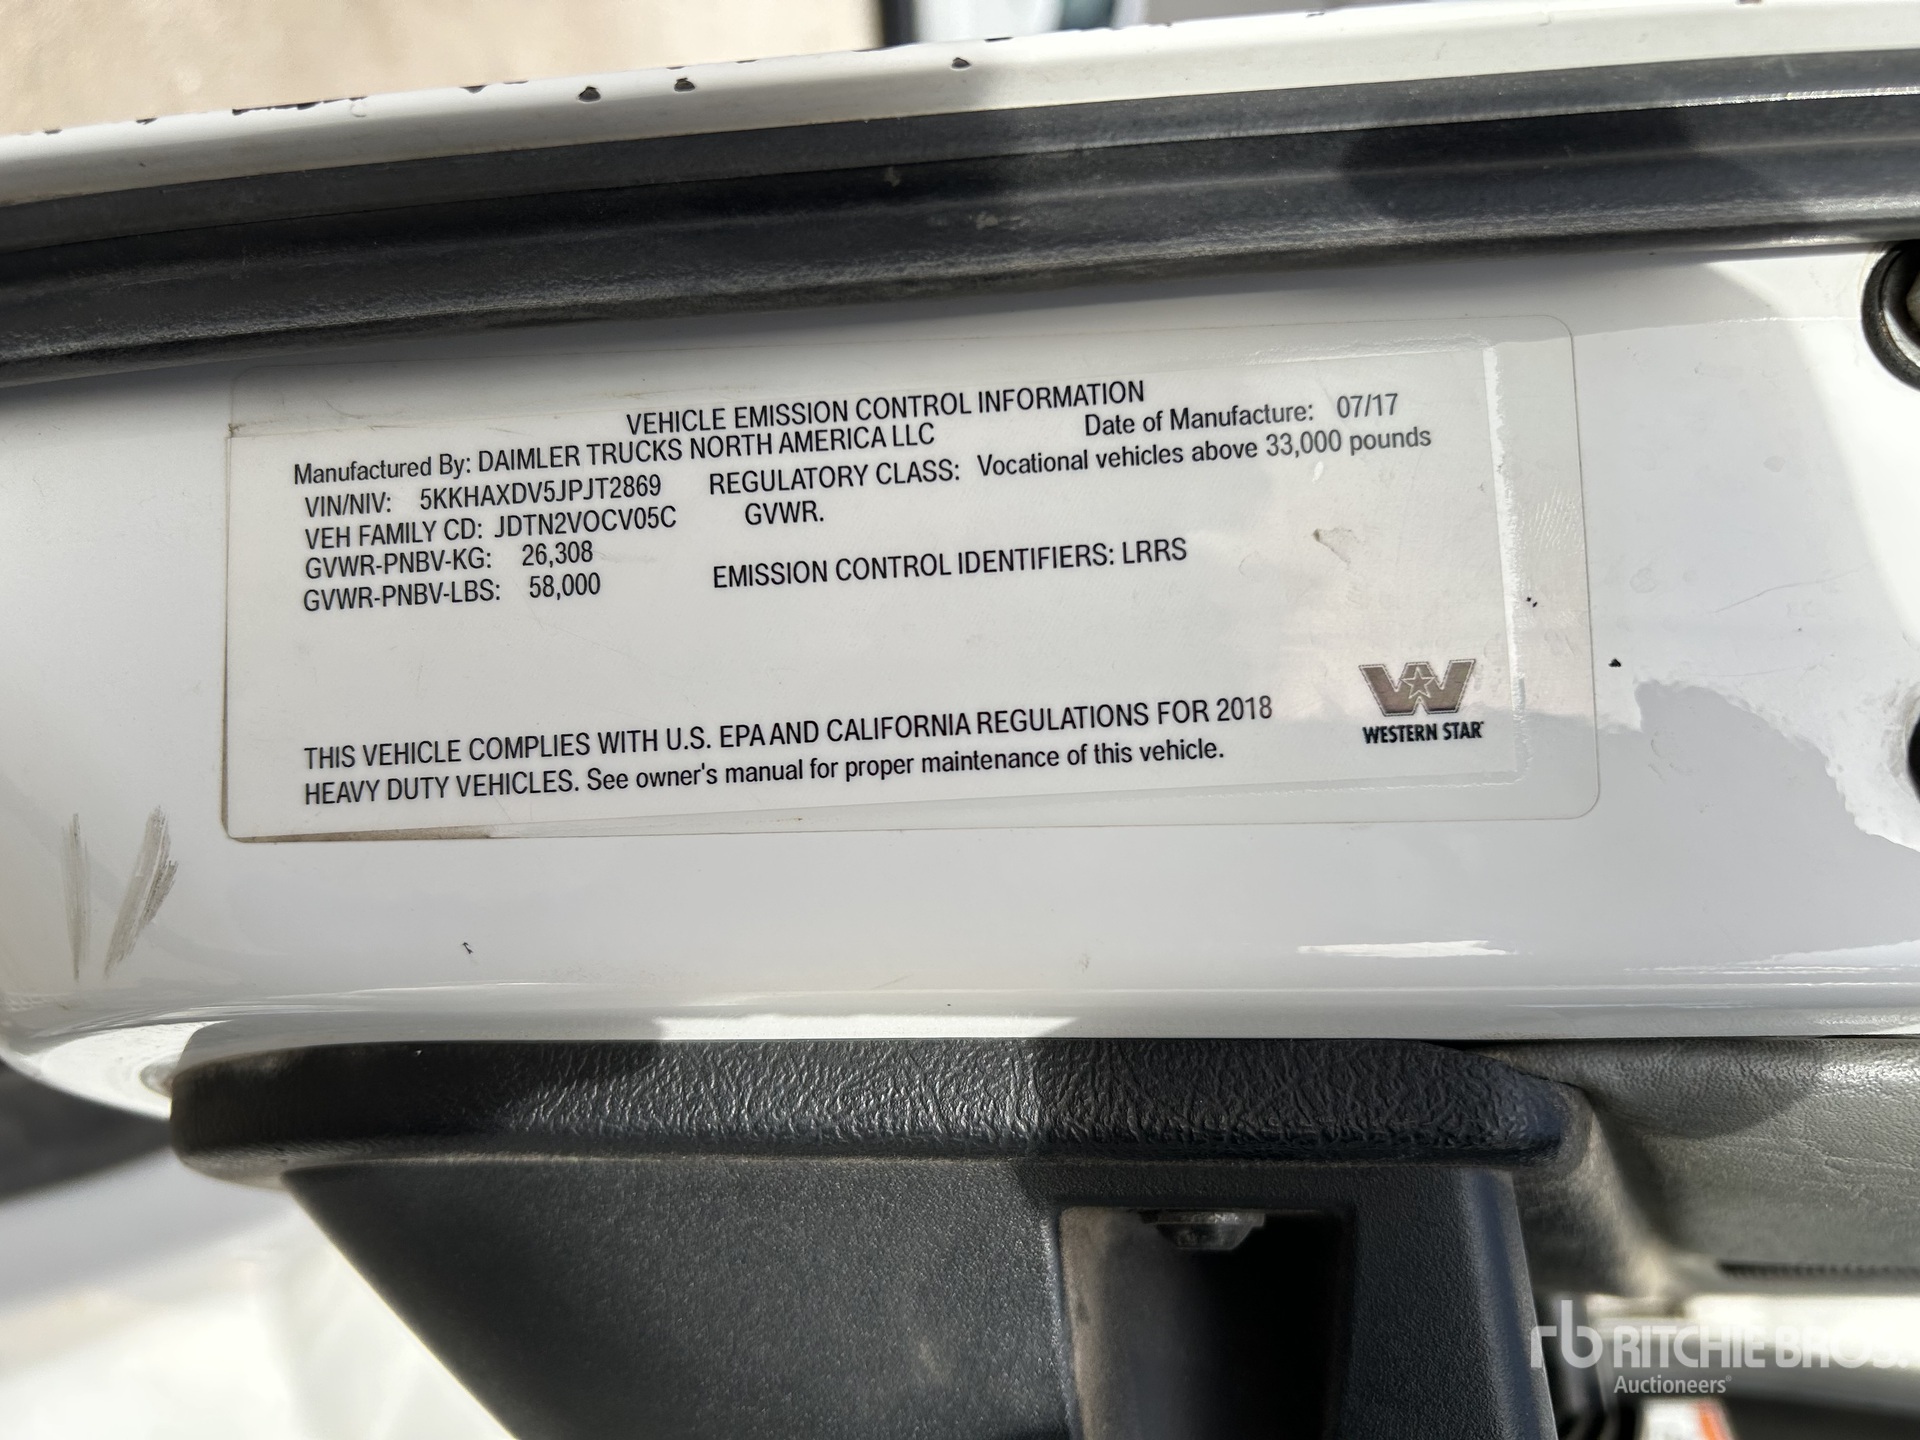 VEHICLE EMISSION CONTROL INFORMATION
Manufactured By: DAIMLER TRUCKS NORTH AMERICA LLC Date of Manufacture: 07/17
VIN/NIV: 5KKHAXDV5JPJT2869 REGULATORY CLASS: Vocational vehicles above 33,000 pounds
VEH FAMILY CD: JDTN2VOCV05C GVWR.
GVWR-PNBV-KG: 26,308
GVWR-PNBV-LBS: 58,000 EMISSION CONTROL IDENTIFIERS: LRRS
THIS VEHICLE COMPLIES WITH U.S. EPA AND CALIFORNIA REGULATIONS FOR 2018
HEAVY DUTY VEHICLES. See owner's manual for proper maintenance of this vehicle.
WESTERN STAR
rb RITCHIE BROS.
Auctioneers